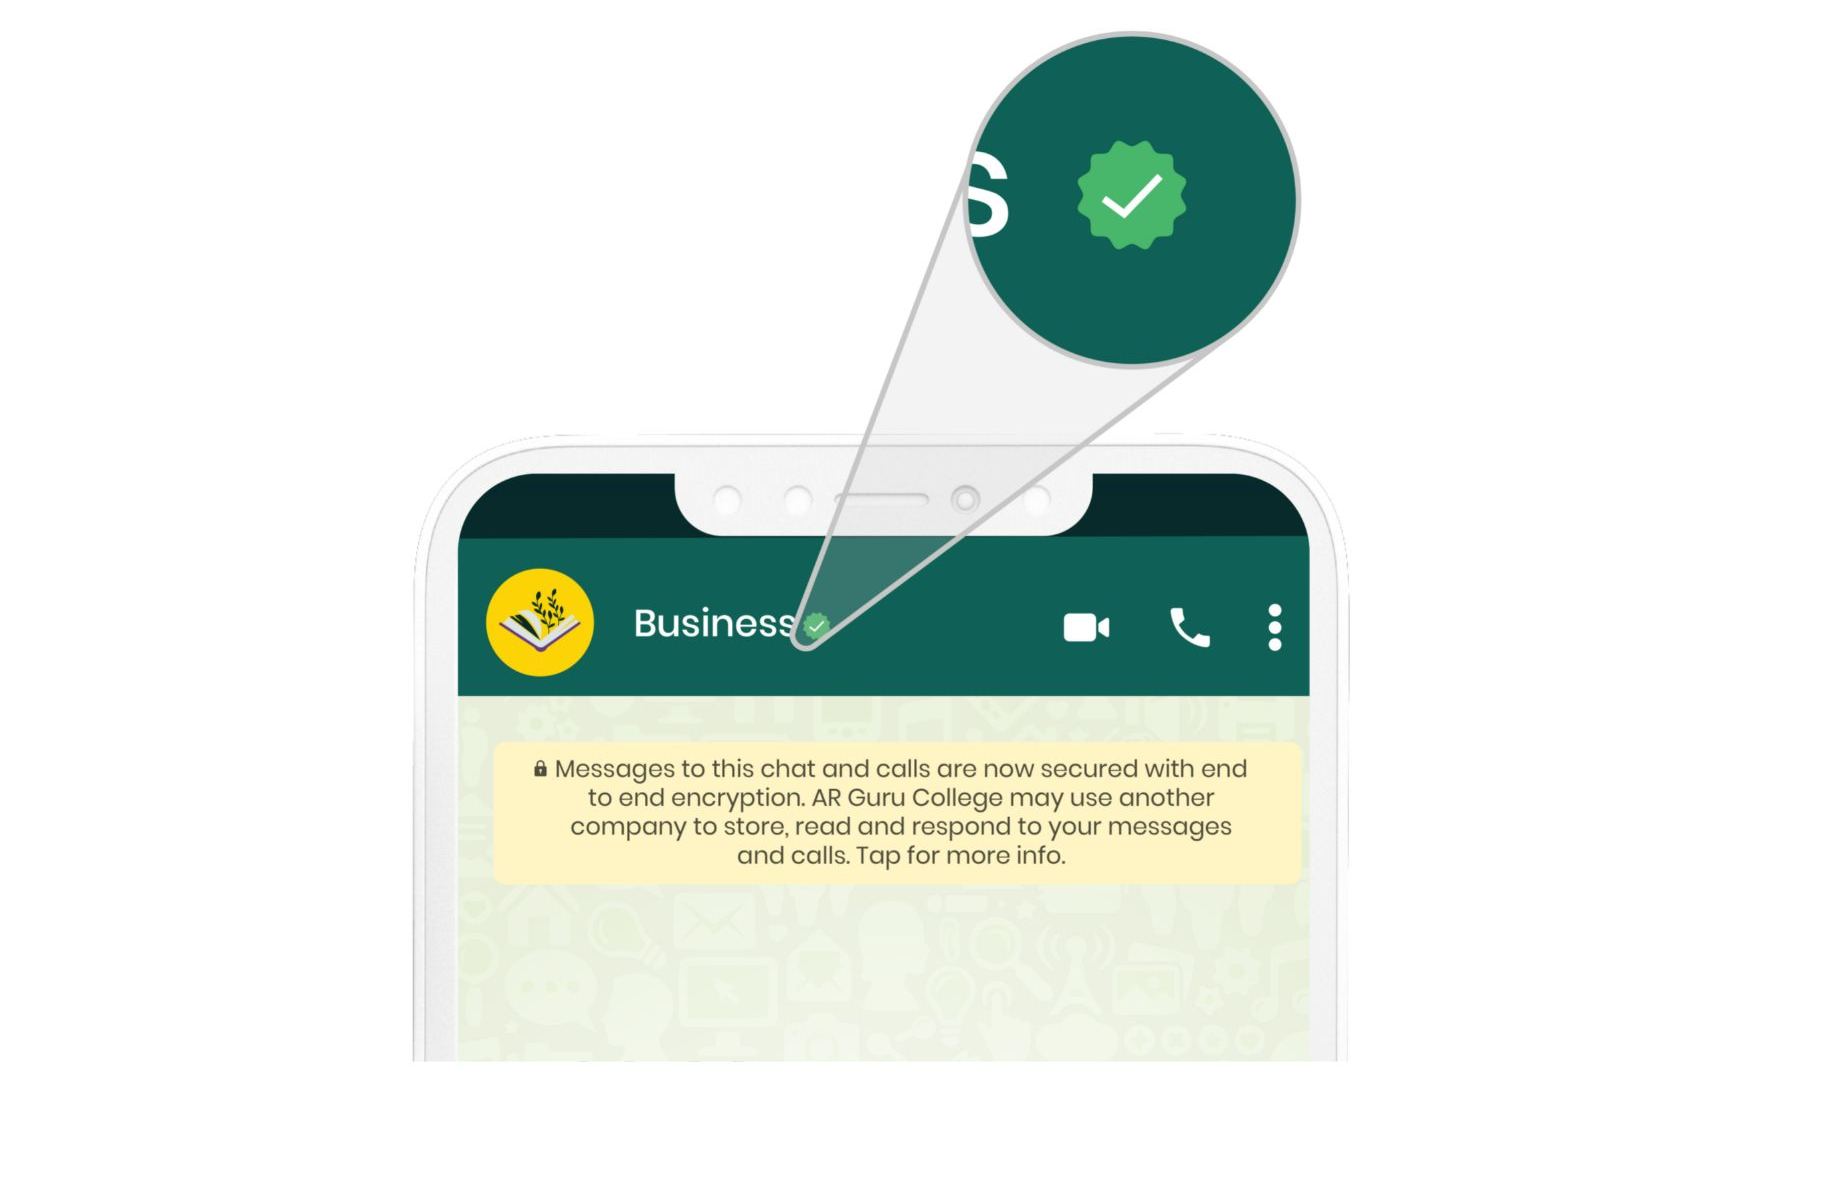 s
Business
Messages to this chat and calls are now secured with end
to end encryption. AR Guru College may use another
company to store, read and respond to your messages
and calls. Tap for more info.